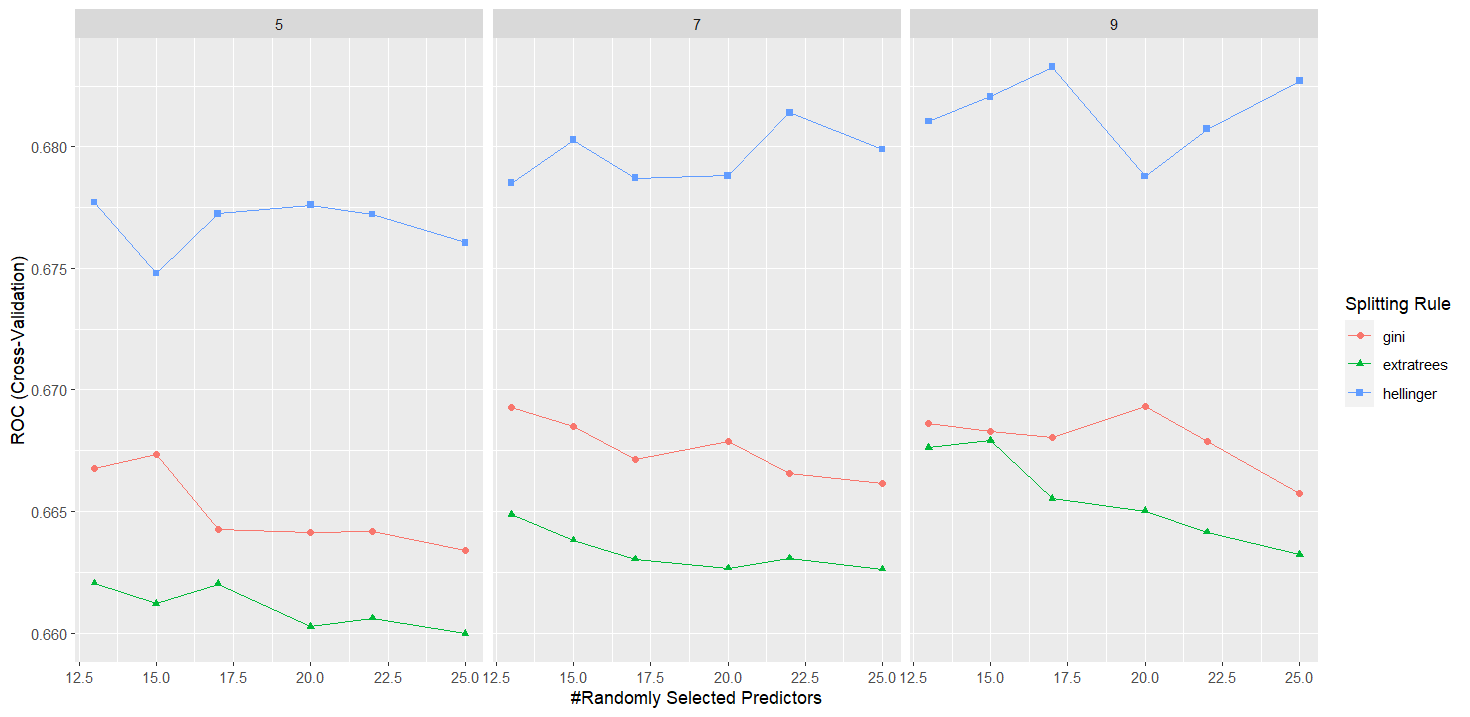 5 7 9
ROC (Cross-Validation)
0.680
0.675
0.670
0.665
0.660
12.5 15.0 17.5 20.0 22.5 25.0 12.5 15.0 17.5 20.0 22.5 25.0 12.5 15.0 17.5 20.0 22.5 25.0
#Randomly Selected Predictors
Splitting Rule
gini
extratrees
hellinger